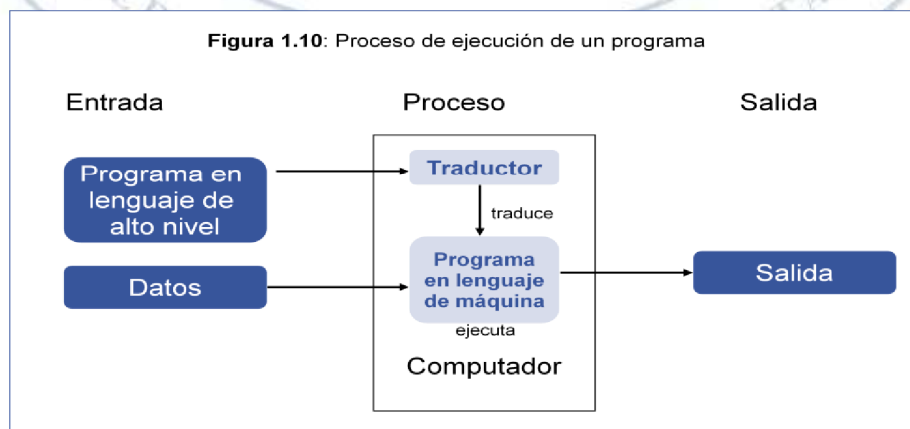 Figura 1.10: Proceso de ejecución de un programa
Entrada
Proceso
Salida
Programa en
lenguaje de
alto nivel
Traductor
traduce
Datos
Programa
en lenguaje
de máquina
ejecuta
Salida
Computador